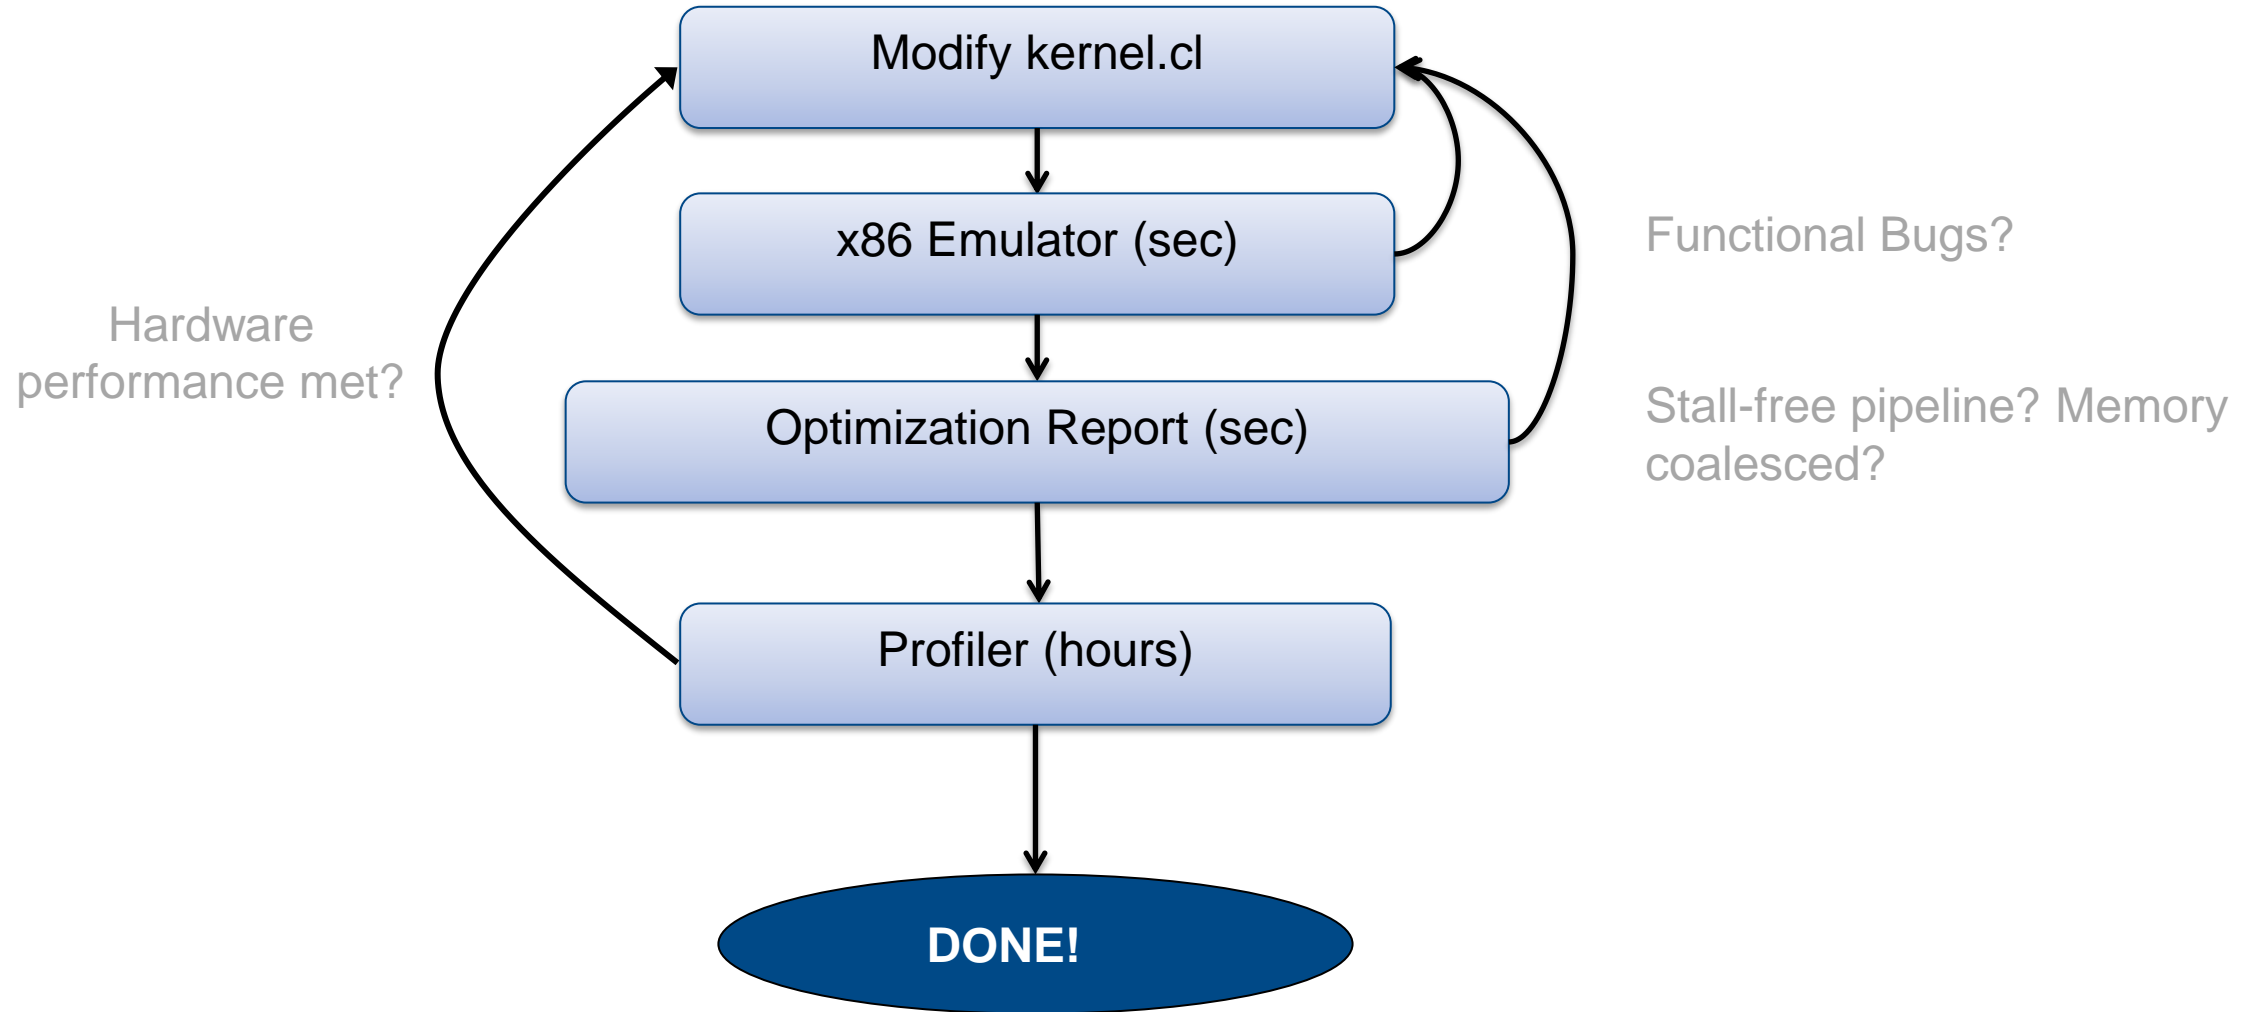 Modify kernel.cl
x86 Emulator (sec)
Functional Bugs?
Hardware
performance met?
Optimization Report (sec)
Stall-free pipeline? Memory
coalesced?
Profiler (hours)
DONE!